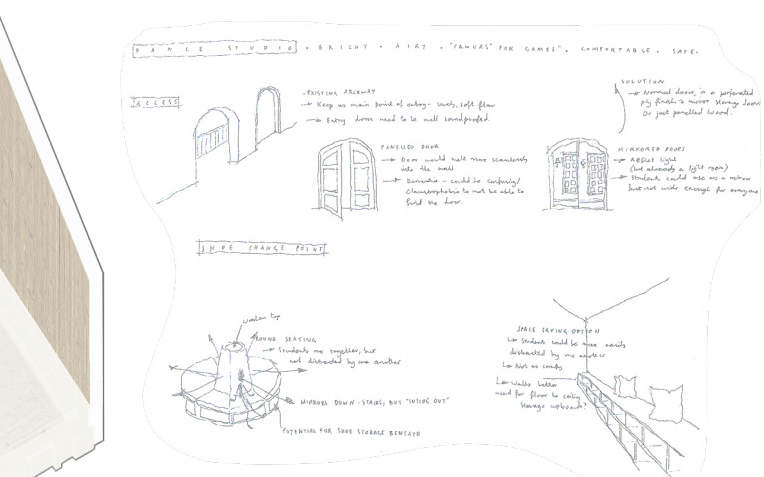 DANCE STUDIO • BRIGHT • AIRY • "CANVAS" FOR GAMES" • COMFORTABLE • SAFE.
ACCESS
• EXISTING ARCHWAY
→ Keep as main point of entry - soft flow
→ Entry doors need to be well soundproofed.
PANELLED DOOR
→ Door would melt more seamlessly
into the wall
→ Dementia - could be confusing/
Claustrophobic to not be able to
find the door.
SOLUTION
→ Normal doors, in a perforated
ply finish to mirror storage doors
Or just panelled wood.
MIRRORED DOORS
→ Reflect light
(but already a light room)
→ Students could use as a mirror
but not wide enough for everyone
SHOE CHANGE POINT
wooden top
ROUND SEATING
→ Students are together, but
not distracted by one another
MIRRORS DOWN-STAIRS, BUT "INSIDE OUT"
POTENTIAL FOR SHOE STORAGE BENEATH
SPACE SAVING OPTION
Students could be more easily
distracted by one another
Not as comfy
Walls better
used for floor to ceiling
storage cupboards?